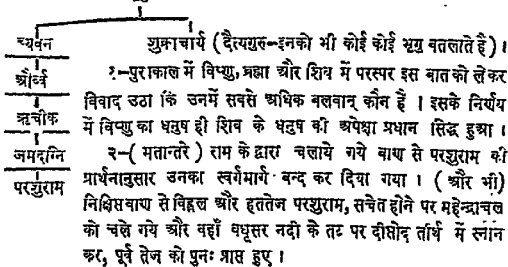 च्यवन
और्व्व
ऋचीक
जमदग्नि
परशुराम
शुक्राचार्य (दैत्यगुरु-इनको भी कोई कोई भृगु बतलाते हैं)।
१-पुराकाल में विष्णु, ब्रह्मा और शिव में परस्पर इस बात को लेकर
विवाद उठा कि उनमें सबसे अधिक बलवान् कौन है । इसके निर्णय
में विष्णु का धनुष ही शिव के धनुष की अपेक्षा प्रधान सिद्ध हुआ ।
२-(मतान्तरे) राम के द्वारा चलाये गये बाण से परशुराम की
प्रार्थनानुसार उनका स्वर्गमार्ग बन्द कर दिया गया । (और भी)
निक्षिप्तबाण से विह्वल और हततेज परशुराम, सचेत होने पर महेन्द्राचल
को चले गये और वहाँ वधूसर नदी के तट पर दीप्तोद तीर्थ में स्नान
कर, पूर्व तेज को पुनः प्राप्त हुए ।